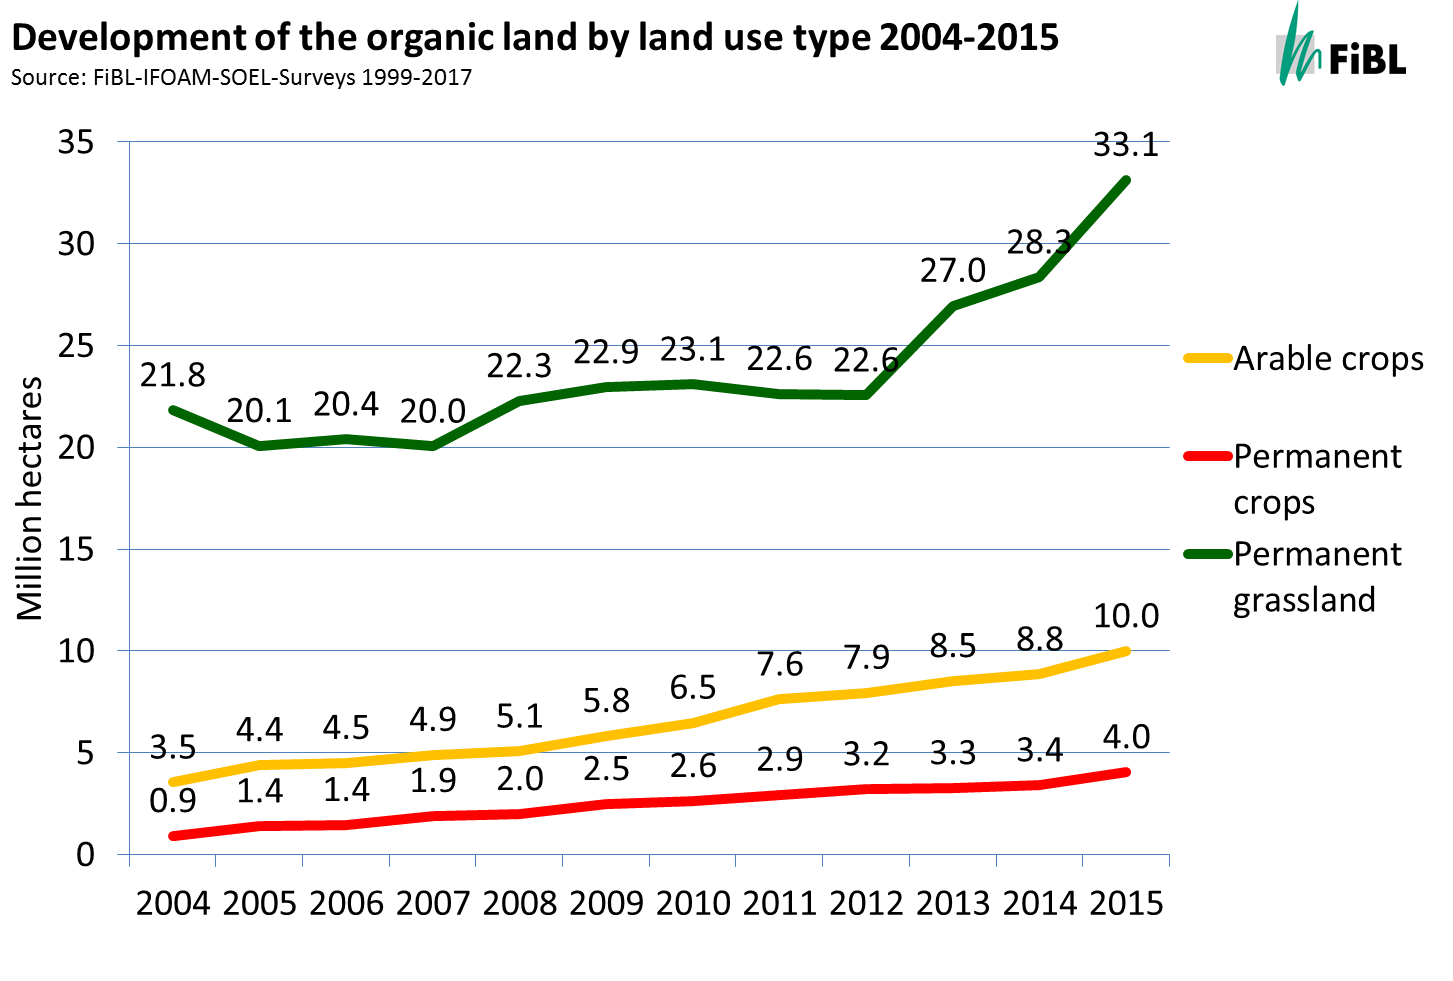 Development of the organic land by land use type 2004-2015
Source: FiBL-IFOAM-SOEL-Surveys 1999-2017
FiBL
Million hectares
35
30
25
20
15
10
5
0
21.8 20.1 20.4 20.0 22.3 22.9 23.1 22.6 22.6 27.0 28.3 33.1
3.5 4.4 4.5 4.9 5.1 5.8 6.5 7.6 7.9 8.5 8.8 10.0
0.9 1.4 1.4 1.9 2.0 2.5 2.6 2.9 3.2 3.3 3.4 4.0
2004 2005 2006 2007 2008 2009 2010 2011 2012 2013 2014 2015
Arable crops
Permanent
crops
Permanent
grassland